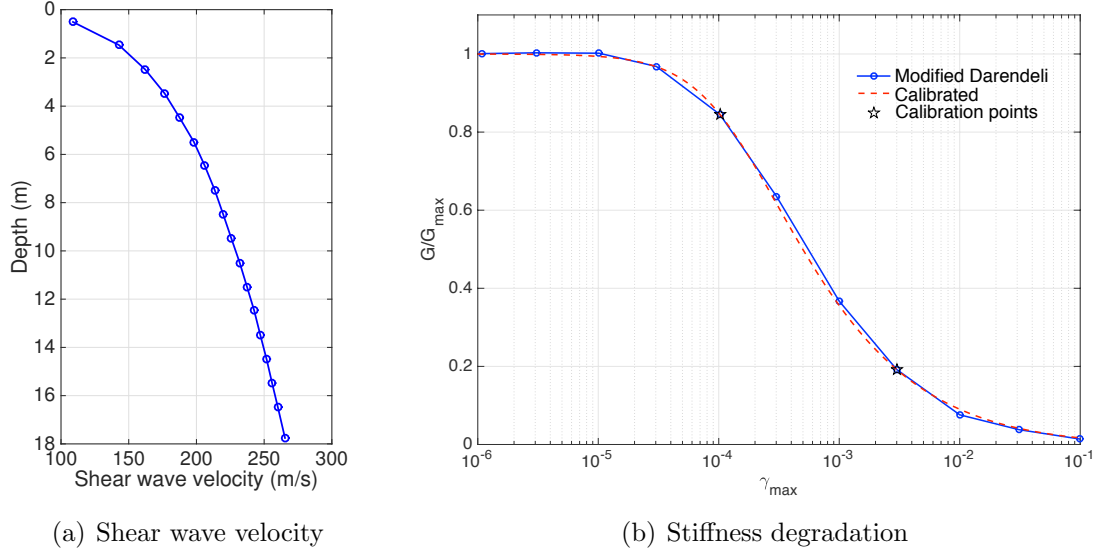 0
2
4
6
8
10
12
14
16
18
Depth (m)
100 150 200 250 300
Shear wave velocity (m/s)
(a) Shear wave velocity
1
0.8
0.6
0.4
0.2
0
G/G_max
Modified Darendeli
Calibrated
Calibration points
10^-6 10^-5 10^-4 10^-3 10^-2 10^-1
γ_max
(b) Stiffness degradation